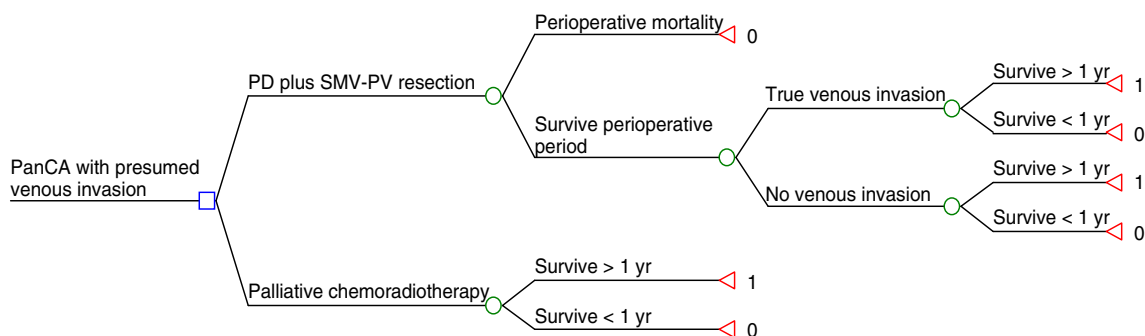 Perioperative mortality
0
PD plus SMV-PV resection
Survive > 1 yr
1
True venous invasion
Survive perioperative
period
Survive < 1 yr
0
PanCA with presumed
venous invasion
Survive > 1 yr
1
No venous invasion
Survive < 1 yr
0
Survive > 1 yr
1
Palliative chemoradiotherapy
Survive < 1 yr
0